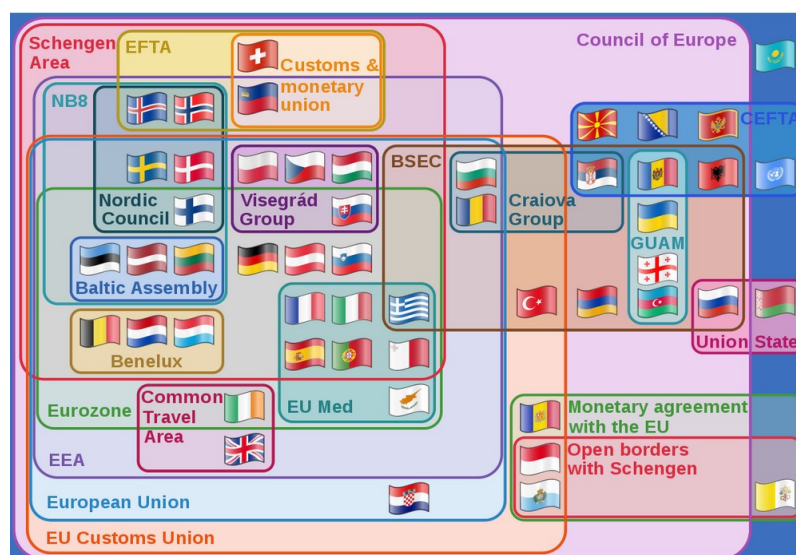 Schengen
Area
EFTA
Customs &
monetary
union
Council of Europe
NB8
CEFTA
BSEC
Nordic
Council
Visegrád
Group
Craiova
Group
GUAM
Baltic Assembly
Union State
Benelux
Eurozone
Common
Travel
Area
EU Med
Monetary agreement
with the EU
Open borders
with Schengen
EEA
European Union
EU Customs Union